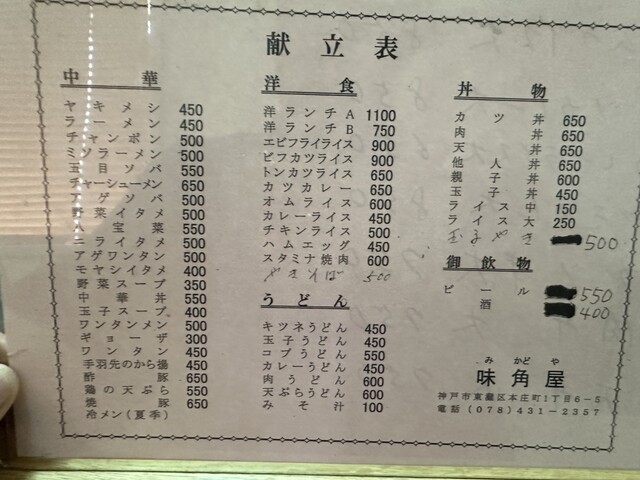 献立表
中華
ヤキメシ 450
ラーメン 450
チャンポン 500
ミソラーメン 500
五目ソバ 550
チャーシューメン 650
アゲソバ 500
野菜イタメ 500
八宝菜 550
ニライタメ 500
アゲワンタン 500
モヤシイタメ 400
野菜スープ 350
中華丼 550
玉子スープ 400
ワンタンメン 500
ギョーザ 300
ワンタン 450
手羽先のから揚 450
酢豚 650
鶏の天ぷら 550
焼豚 650
冷メン(夏季)
洋食
洋ランチA 1100
洋ランチB 750
エビフライライス 900
ビフカツライス 900
トンカツライス 650
カツカレー 650
オムライス 600
カレーライス 450
チキンライス 500
ハムエッグ 450
スタミナ焼肉 600
やきそば 500
うどん
キツネうどん 450
玉子うどん 450
コブうどん 550
カレーうどん 450
肉うどん 600
天ぷらうどん 600
みそ汁 100
丼物
カツ丼 650
肉丼 650
天丼 650
他人丼 650
親子丼 600
玉子丼 450
ライス中 150
ライス大 250
玉子やき 500
御飲物
ビール 550
酒 400
みかどや
味角屋
神戸市東灘区本庄町1丁目6-5
電話(078)431-2357